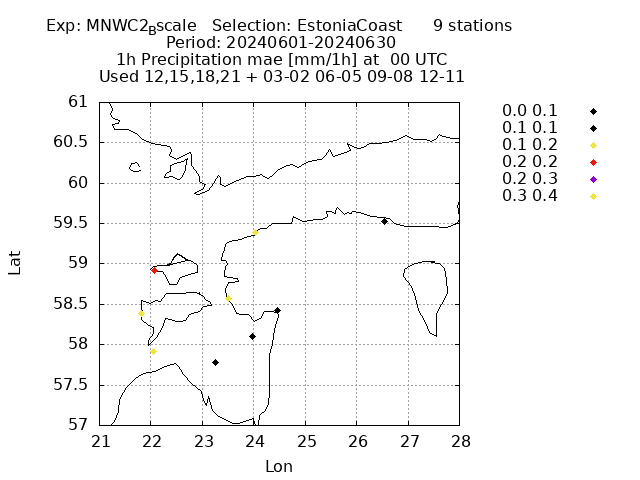 Exp: MNWC2Bscale   Selection: EstoniaCoast      9 stations
Period: 20240601-20240630
1h Precipitation mae [mm/1h] at  00 UTC
Used 12,15,18,21 + 03-02 06-05 09-08 12-11
0.0 0.1
0.1 0.1
0.1 0.2
0.2 0.2
0.2 0.3
0.3 0.4
61
60.5
60
59.5
59
58.5
58
57.5
57
Lat
21 22 23 24 25 26 27 28
Lon